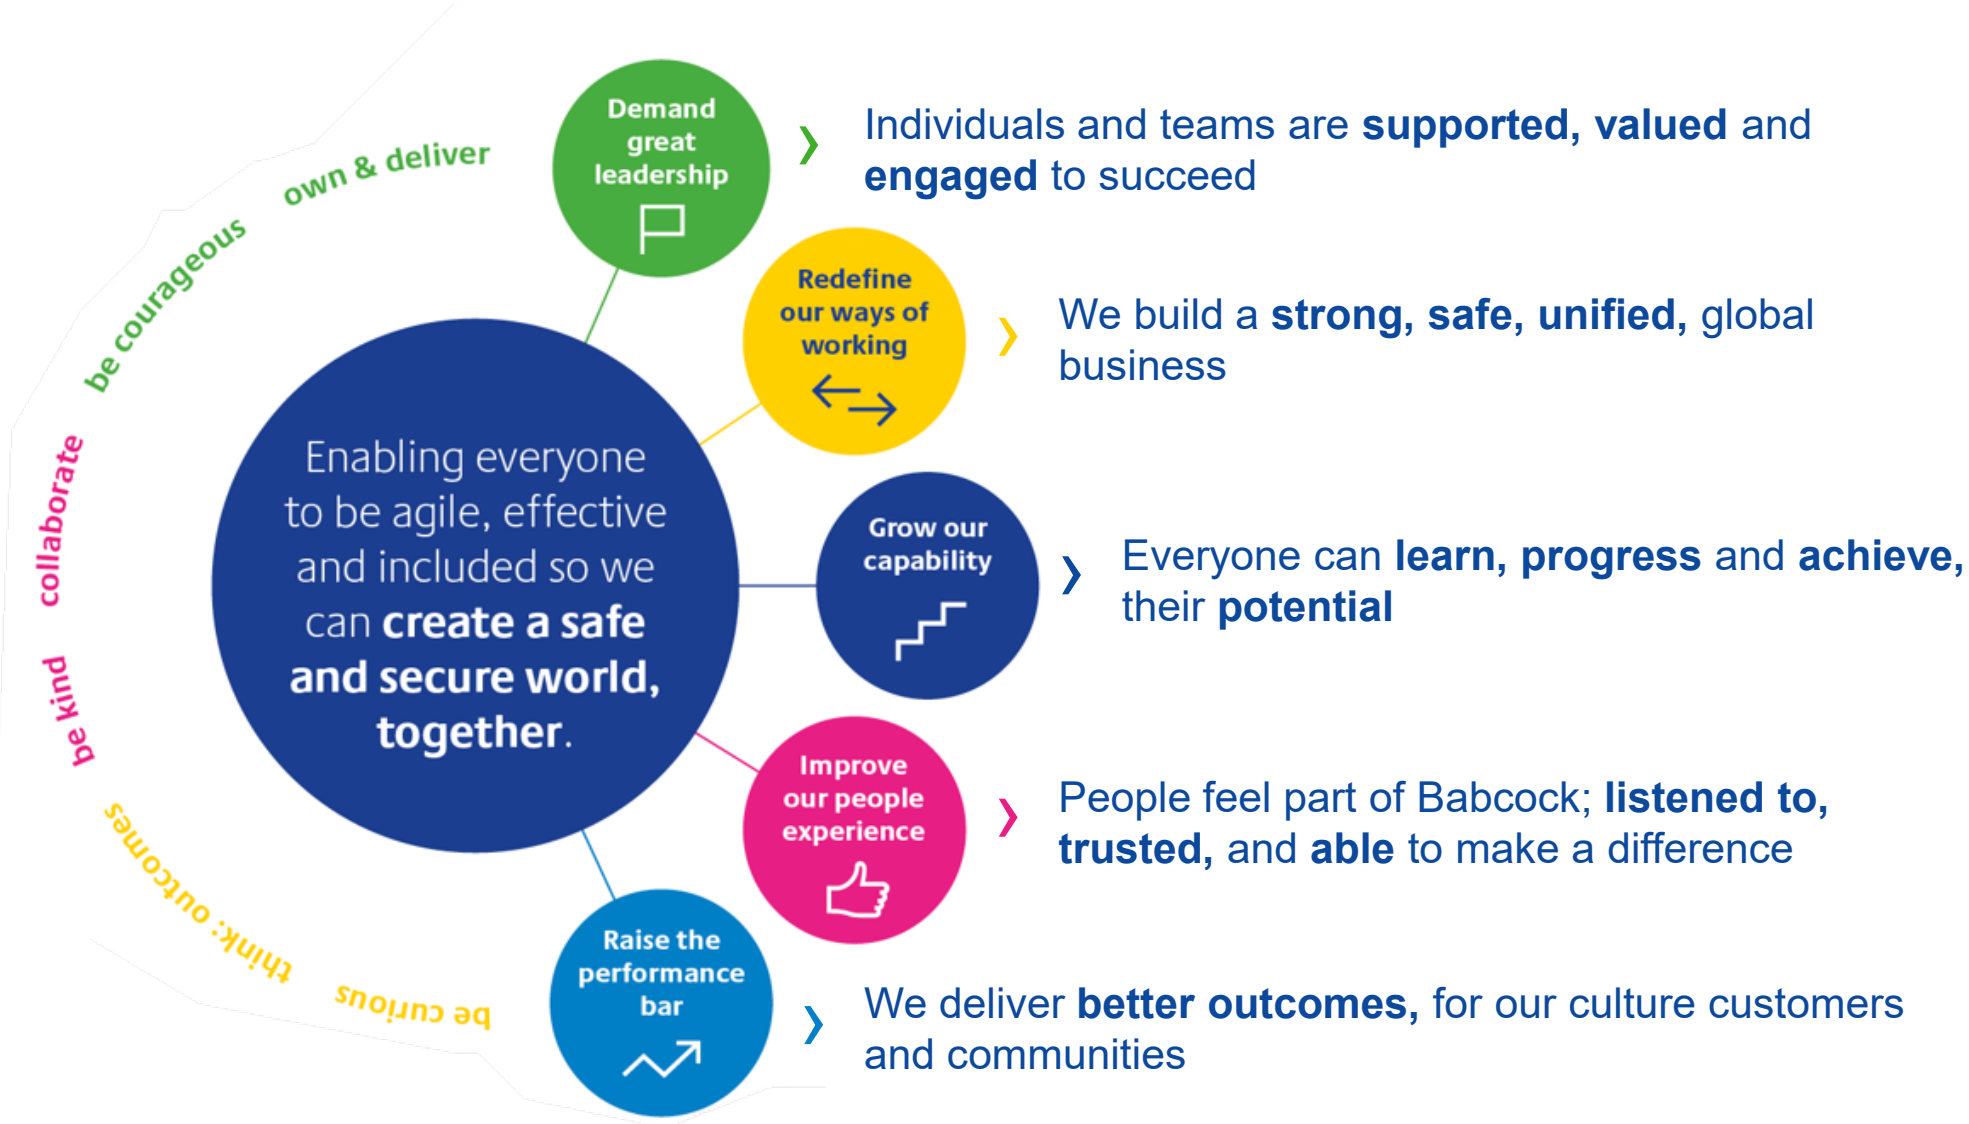 own & deliver
be courageous
collaborate
be kind
think: outcomes
be curious
Enabling everyone
to be agile, effective
and included so we
can create a safe
and secure world,
together.
Demand
great
leadership
Individuals and teams are supported, valued and
engaged to succeed
Redefine
our ways of
working
We build a strong, safe, unified, global
business
Grow our
capability
Everyone can learn, progress and achieve,
their potential
Improve
our people
experience
People feel part of Babcock; listened to,
trusted, and able to make a difference
Raise the
performance
bar
We deliver better outcomes, for our culture customers
and communities